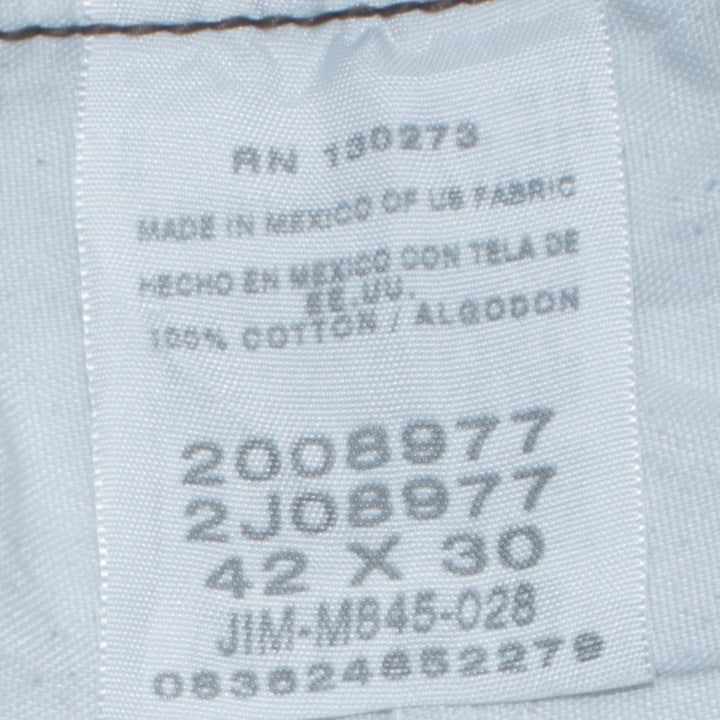 RN 130273
MADE IN MEXICO OF US FABRIC
HECHO EN MEXICO CON TELA DE
EE.UU.
100% COTTON / ALGODON
2008977
2J08977
42 X 30
JIM-M845-028
083624652278